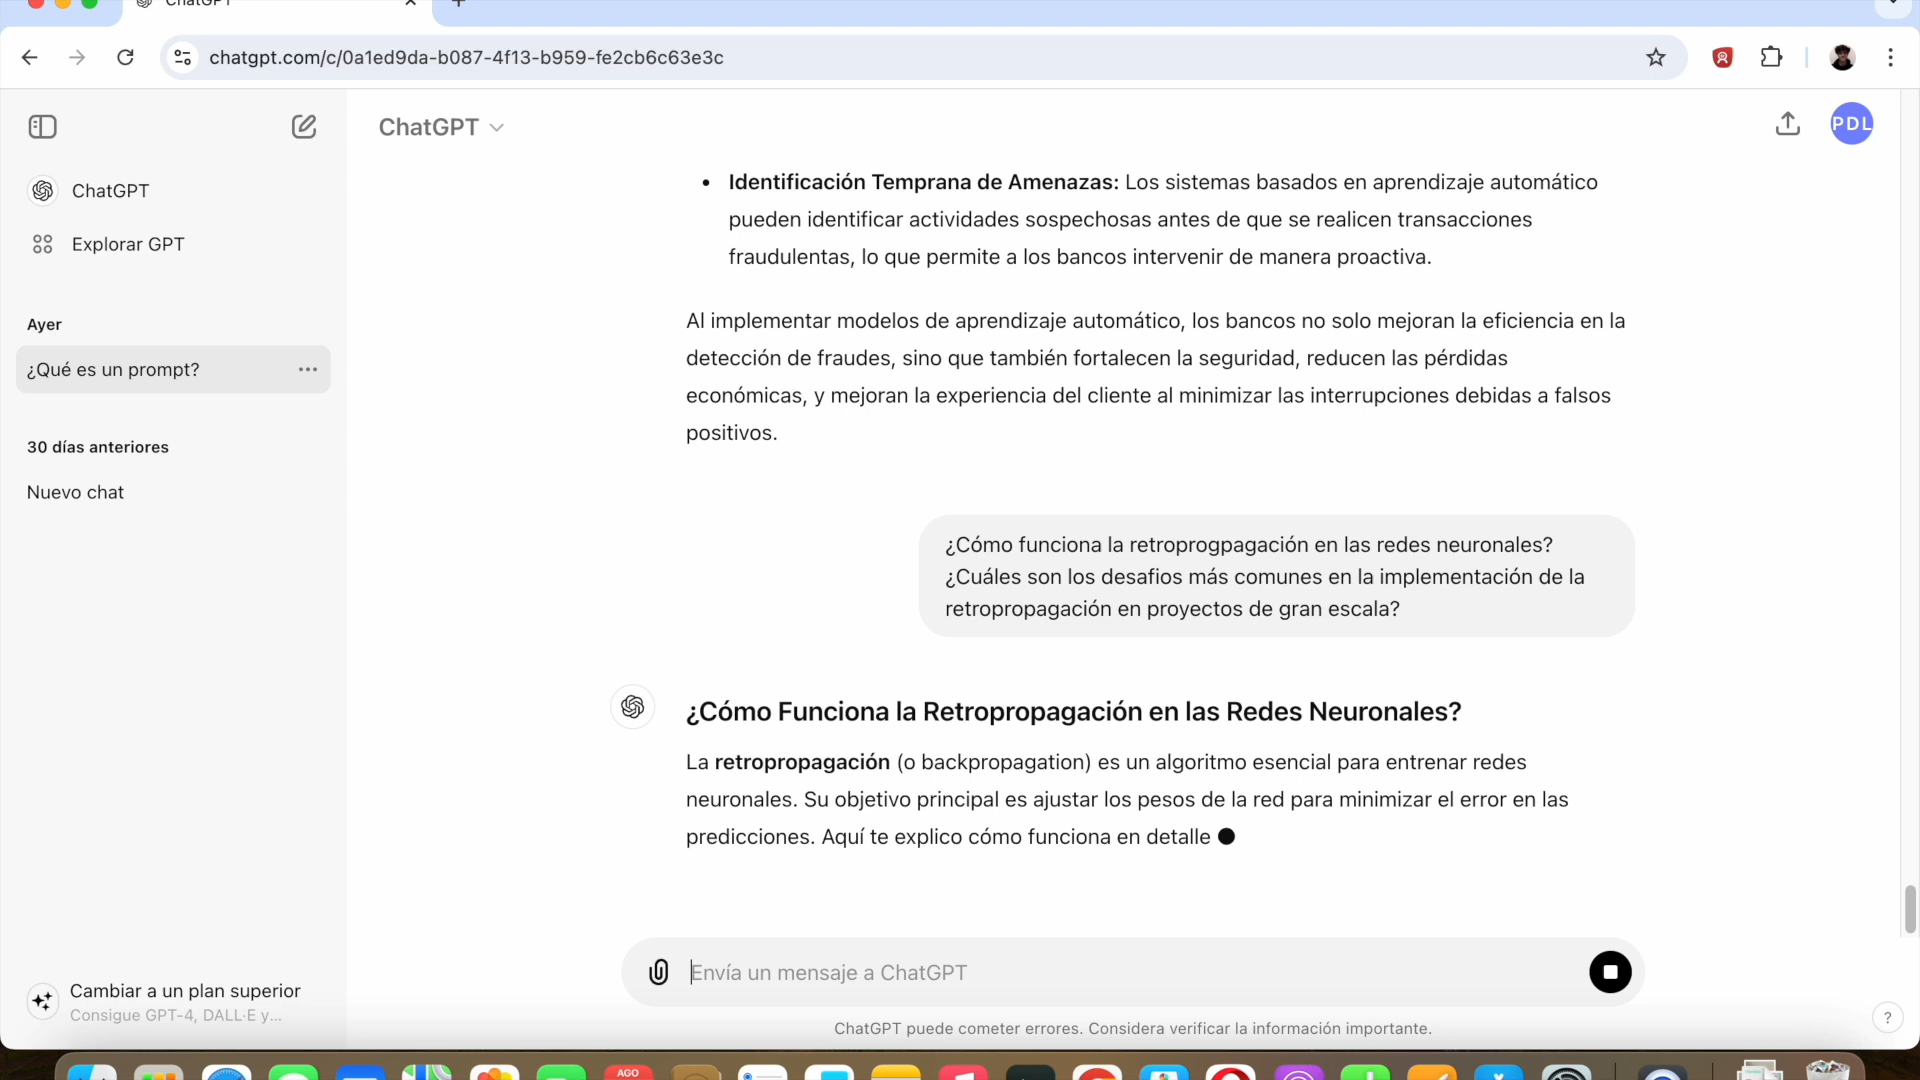 ChatGPT
chatgpt.com/c/0a1ed9da-b087-4f13-b959-fe2cb6c63e3c
ChatGPT
PDL
ChatGPT
Explorar GPT
Ayer
¿Qué es un prompt?
30 días anteriores
Nuevo chat
Cambiar a un plan superior
Consigue GPT-4, DALL·E y...
• Identificación Temprana de Amenazas: Los sistemas basados en aprendizaje automático
pueden identificar actividades sospechosas antes de que se realicen transacciones
fraudulentas, lo que permite a los bancos intervenir de manera proactiva.
Al implementar modelos de aprendizaje automático, los bancos no solo mejoran la eficiencia en la
detección de fraudes, sino que también fortalecen la seguridad, reducen las pérdidas
económicas, y mejoran la experiencia del cliente al minimizar las interrupciones debidas a falsos
positivos.
¿Cómo funciona la retroprogpagación en las redes neuronales?
¿Cuáles son los desafios más comunes en la implementación de la
retropropagación en proyectos de gran escala?
¿Cómo Funciona la Retropropagación en las Redes Neuronales?
La retropropagación (o backpropagation) es un algoritmo esencial para entrenar redes
neuronales. Su objetivo principal es ajustar los pesos de la red para minimizar el error en las
predicciones. Aquí te explico cómo funciona en detalle
Envía un mensaje a ChatGPT
ChatGPT puede cometer errores. Considera verificar la información importante.
?
AGO